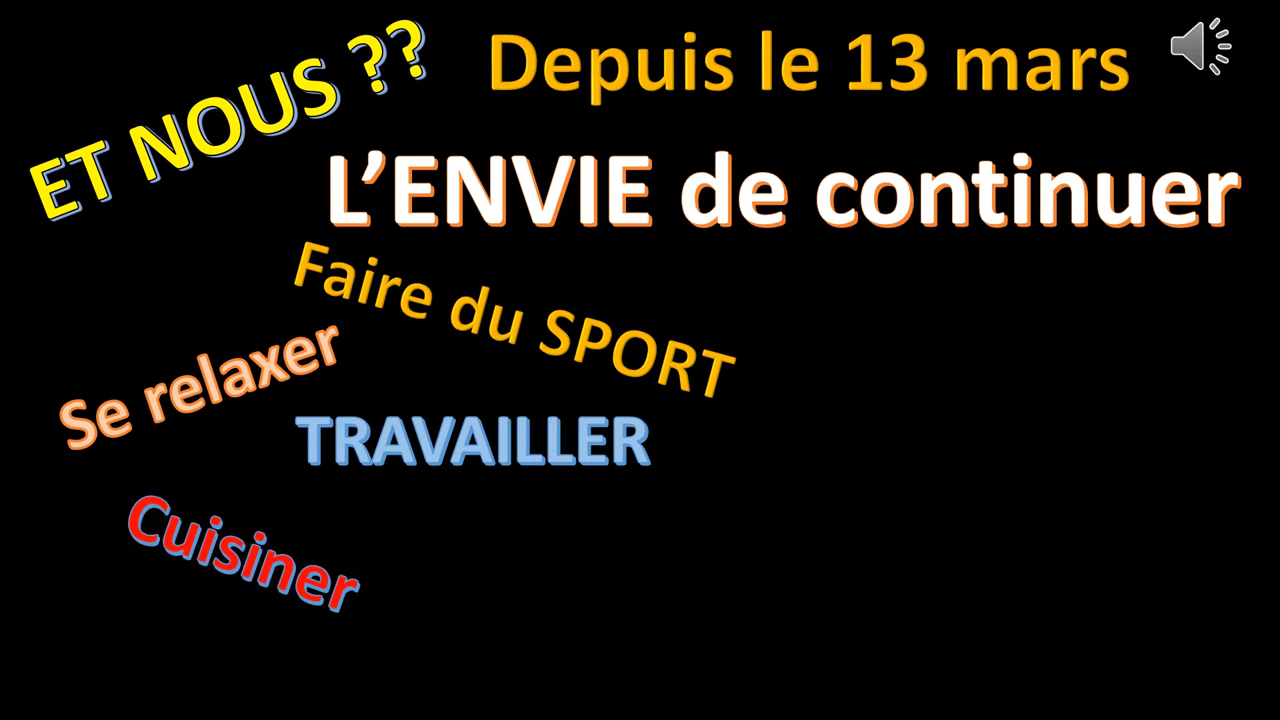 ET NOUS ??
Depuis le 13 mars
L’ENVIE de continuer
Faire du SPORT
Se relaxer
TRAVAILLER
Cuisiner